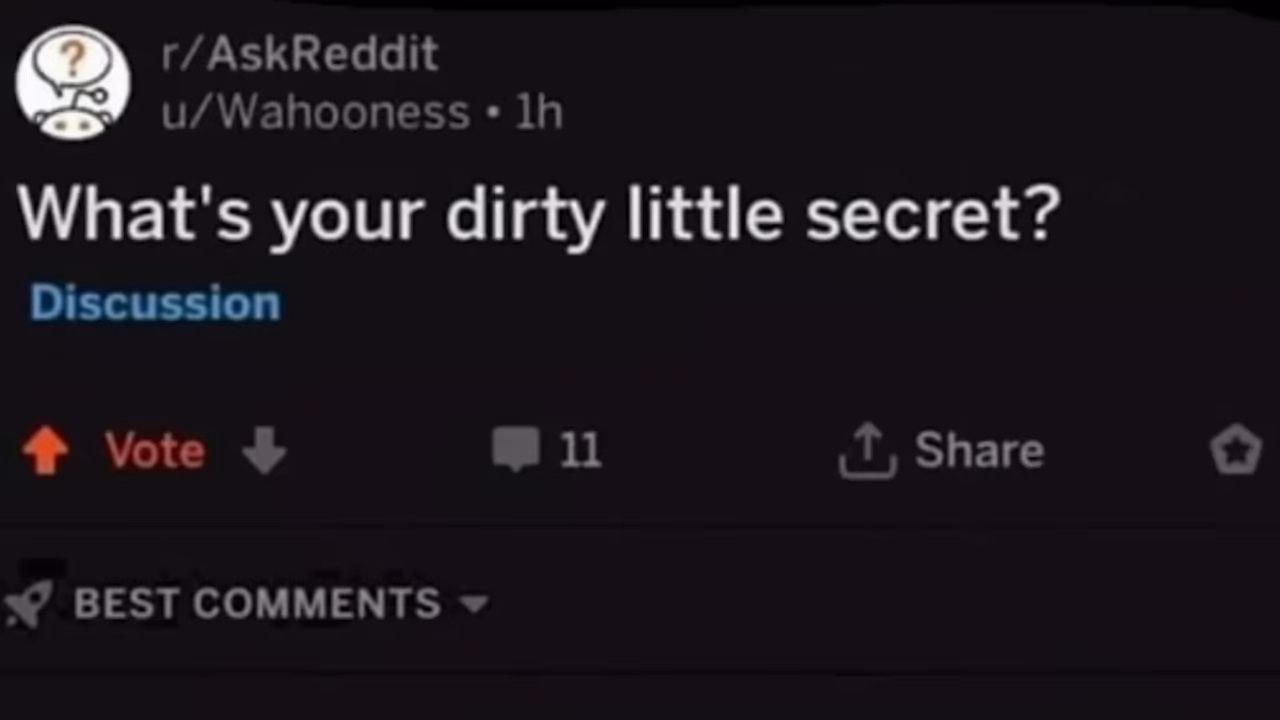 r/AskReddit
u/Wahooness • 1h
What's your dirty little secret?
Discussion
Vote 11 Share
BEST COMMENTS